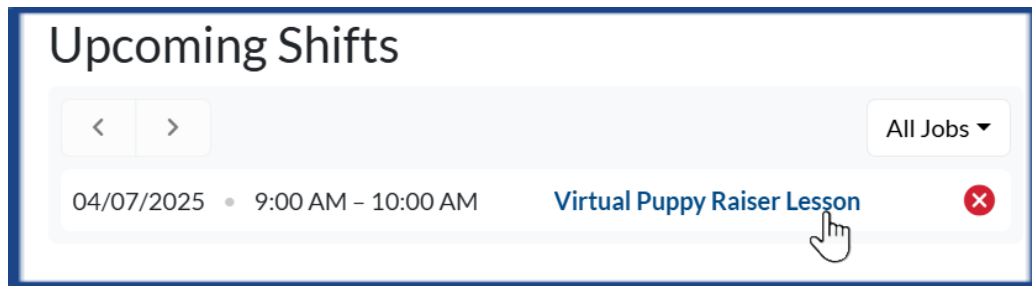 Upcoming Shifts
All Jobs
04/07/2025 • 9:00 AM – 10:00 AM Virtual Puppy Raiser Lesson